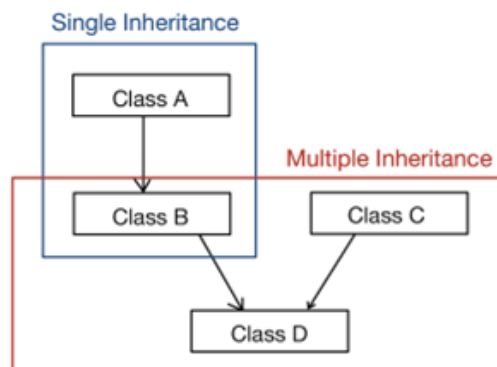 Single Inheritance
Class A
Multiple Inheritance
Class B
Class C
Class D